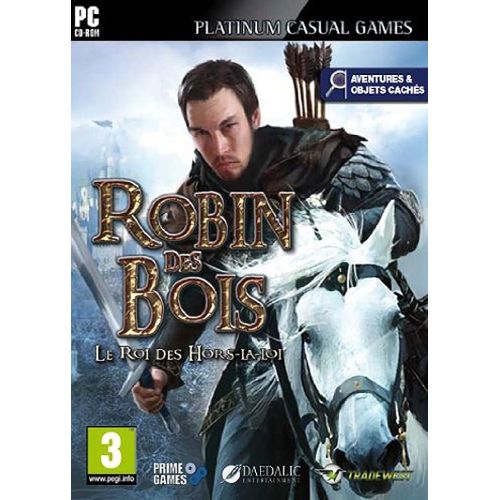 PC
CD-ROM
PLATINUM CASUAL GAMES
AVENTURES &
OBJETS CACHÉS
ROBIN
DES
BOIS
LE ROI DES HORS-LA-LOI
3
www.pegi.info
PRIME
GAMES
DAEDALIC
ENTERTAINMENT
TRADEWEST